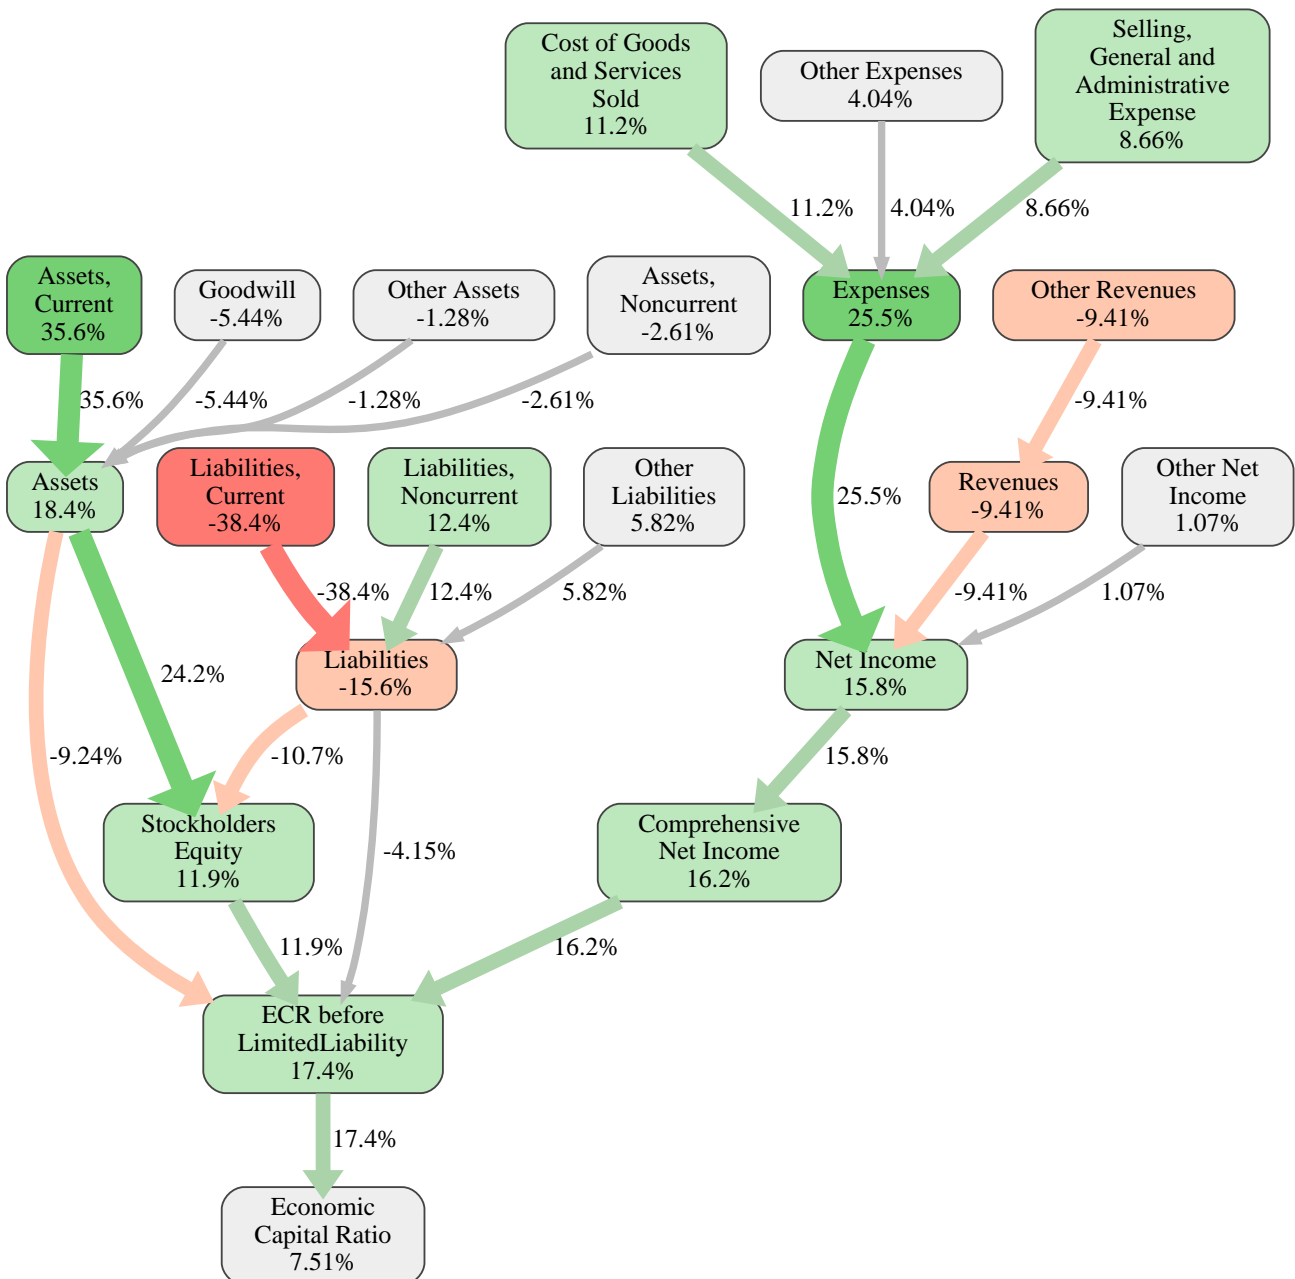 Cost of Goods
and Services
Sold
11.2%
Other Expenses
4.04%
Selling,
General and
Administrative
Expense
8.66%
11.2%
4.04%
8.66%
Assets,
Current
35.6%
Goodwill
-5.44%
Other Assets
-1.28%
Assets,
Noncurrent
-2.61%
Expenses
25.5%
Other Revenues
-9.41%
35.6%
-5.44%
-1.28%
-2.61%
-9.41%
Assets
18.4%
Liabilities,
Current
-38.4%
Liabilities,
Noncurrent
12.4%
Other
Liabilities
5.82%
25.5%
Revenues
-9.41%
Other Net
Income
1.07%
-38.4%
12.4%
5.82%
-9.41%
1.07%
24.2%
Liabilities
-15.6%
Net Income
15.8%
-9.24%
-10.7%
15.8%
Stockholders
Equity
11.9%
-4.15%
Comprehensive
Net Income
16.2%
11.9%
16.2%
ECR before
LimitedLiability
17.4%
17.4%
Economic
Capital Ratio
7.51%